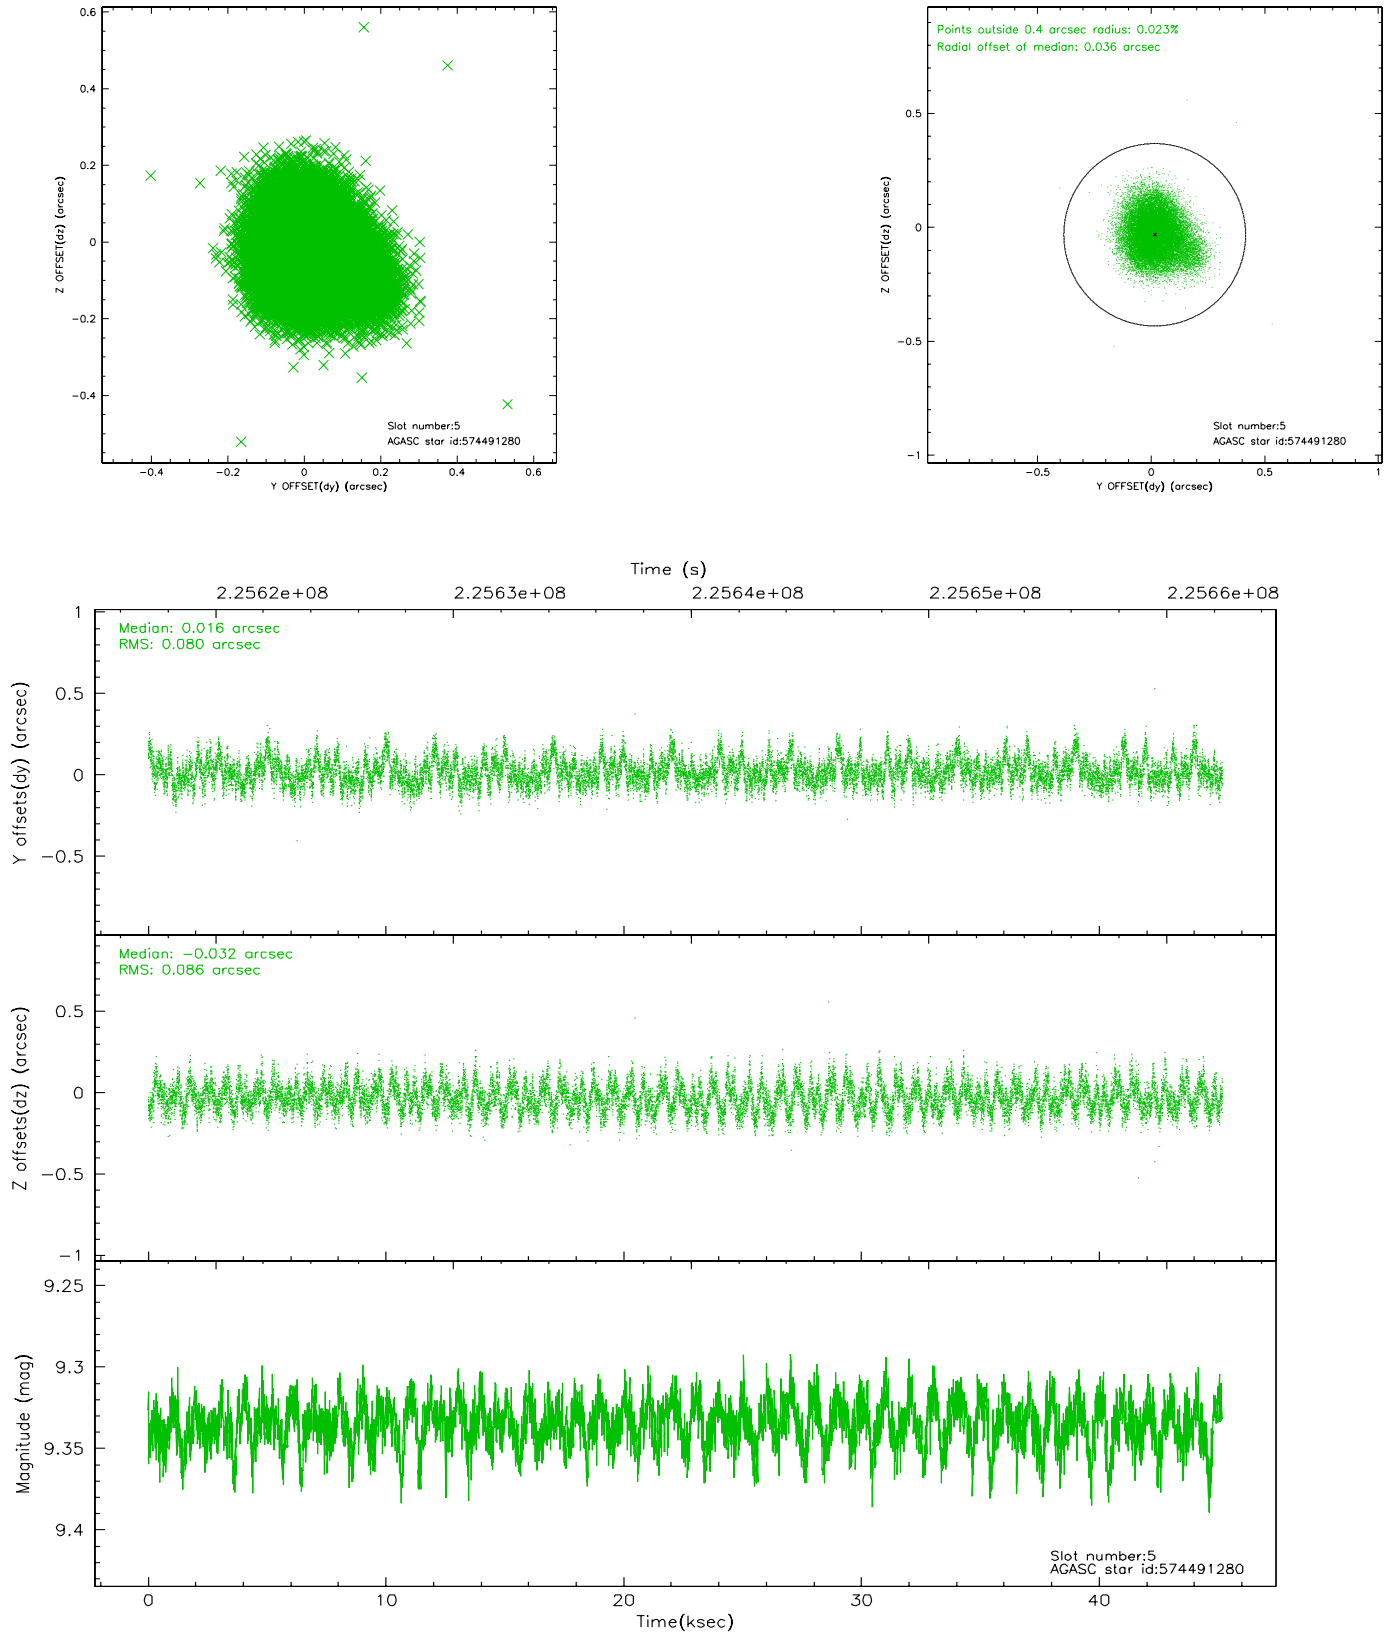 0.6
0.4
0.2
0
−0.2
−0.4
Z OFFSET(dz) (arcsec)
Slot number:5
AGASC star id:574491280
−0.4 −0.2 0 0.2 0.4 0.6
Y OFFSET(dy) (arcsec)
Points outside 0.4 arcsec radius: 0.023%
Radial offset of median: 0.036 arcsec
0.5
0
−0.5
−1
Z OFFSET(dz) (arcsec)
Slot number:5
AGASC star id:574491280
−0.5 0 0.5 1
Y OFFSET(dy) (arcsec)
Time (s)
2.2562e+08 2.2563e+08 2.2564e+08 2.2565e+08 2.2566e+08
Median: 0.016 arcsec
RMS: 0.080 arcsec
1
0.5
0
−0.5
Y offsets(dy) (arcsec)
Median: −0.032 arcsec
RMS: 0.086 arcsec
0.5
0
−0.5
−1
Z offsets(dz) (arcsec)
9.25
9.3
9.35
9.4
Magnitude (mag)
Slot number:5
AGASC star id:574491280
0 10 20 30 40
Time(ksec)